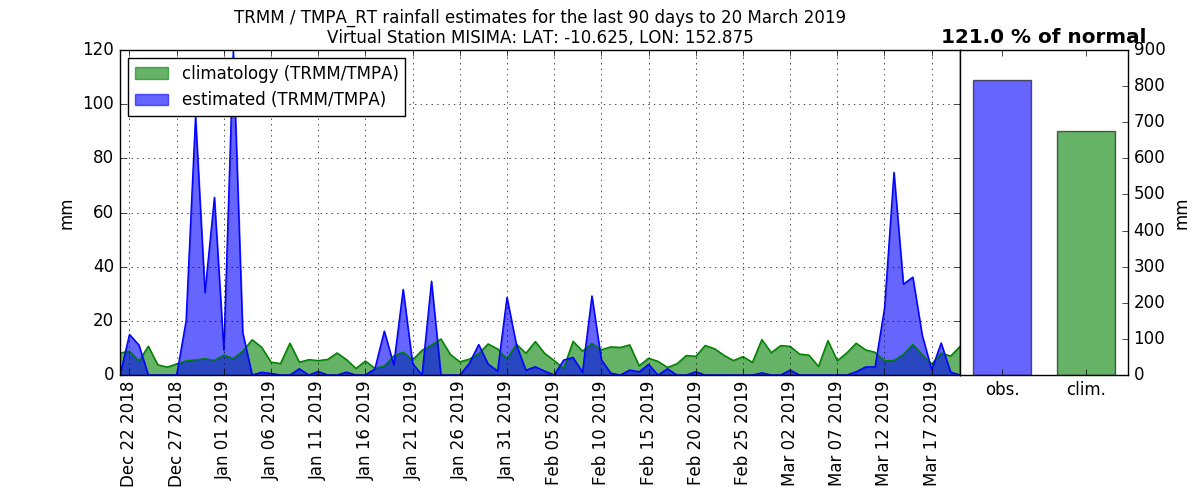 TRMM / TMPA_RT rainfall estimates for the last 90 days to 20 March 2019
Virtual Station MISIMA: LAT: -10.625, LON: 152.875
121.0 % of normal
climatology (TRMM/TMPA)
estimated (TRMM/TMPA)
120
100
80
60
40
20
0
mm
Dec 22 2018
Dec 27 2018
Jan 01 2019
Jan 06 2019
Jan 11 2019
Jan 16 2019
Jan 21 2019
Jan 26 2019
Jan 31 2019
Feb 05 2019
Feb 10 2019
Feb 15 2019
Feb 20 2019
Feb 25 2019
Mar 02 2019
Mar 07 2019
Mar 12 2019
Mar 17 2019
900
800
700
600
500
400
300
200
100
0
mm
obs.
clim.